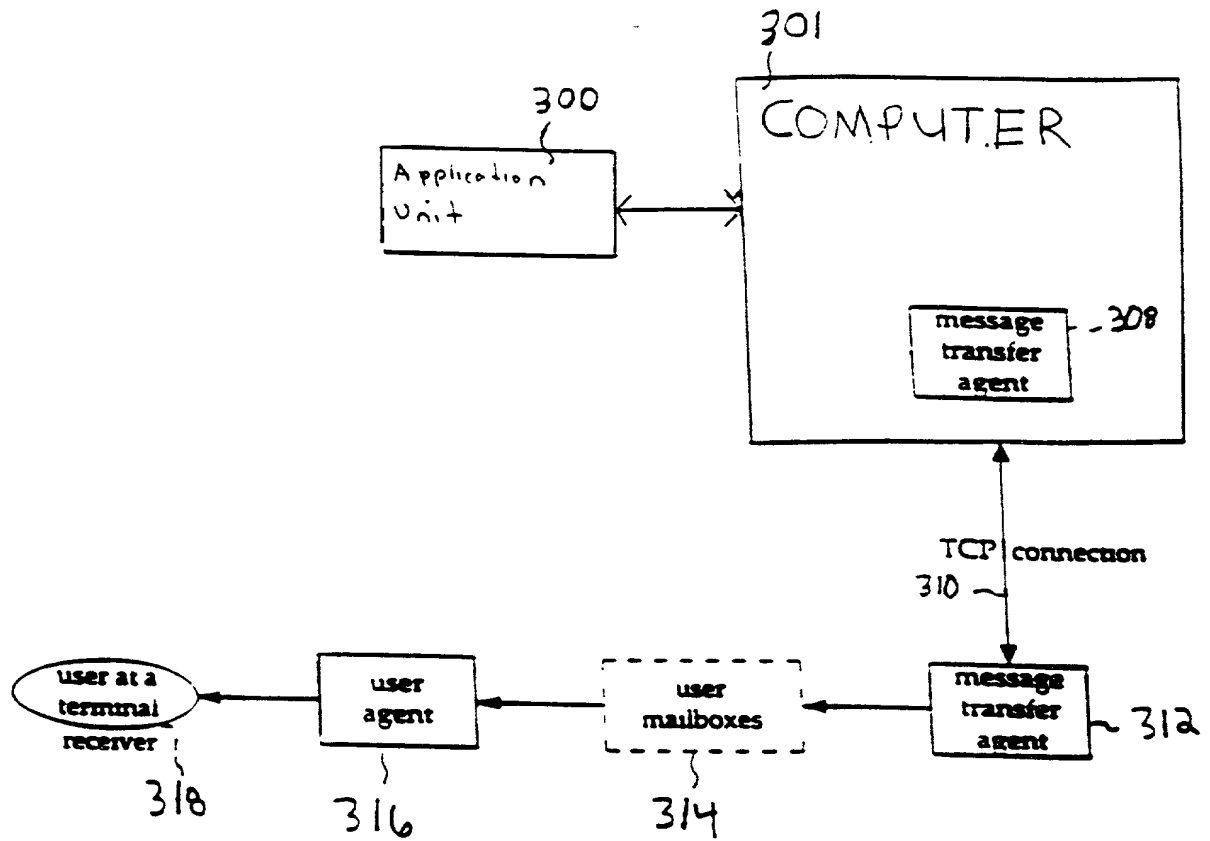 301
300
COMPUTER
Application
Unit
message
transfer
agent
308
TCP connection
310
user at a
terminal
receiver
318
user
agent
316
user
mailboxes
314
message
transfer
agent
312